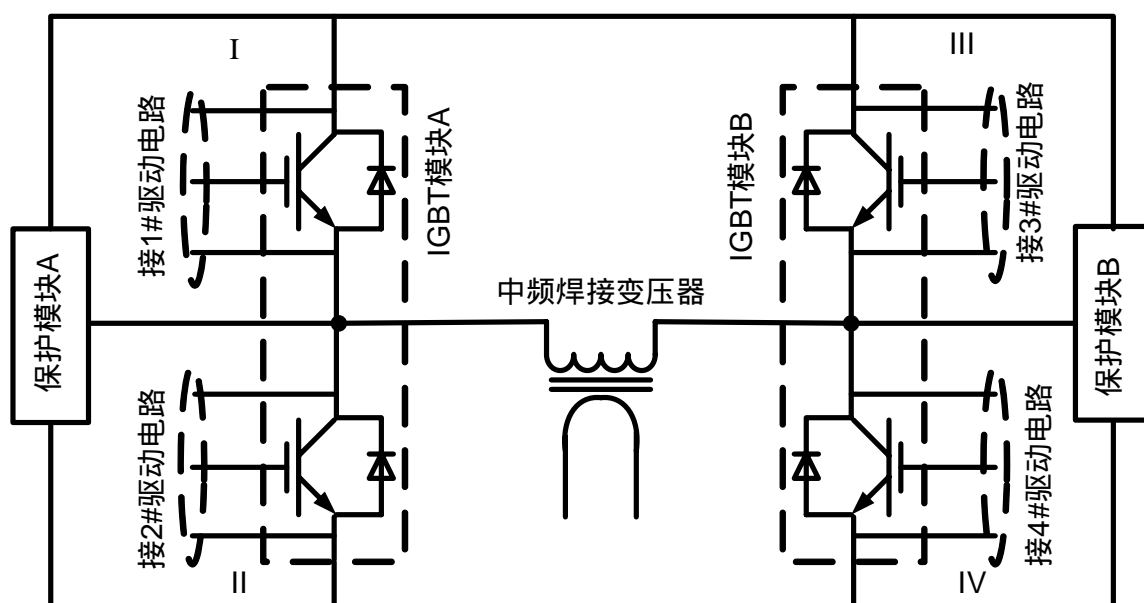 I
III
接1#驱动电路
IGBT模块A
IGBT模块B
接3#驱动电路
保护模块A
中频焊接变压器
保护模块B
接2#驱动电路
接4#驱动电路
II
IV